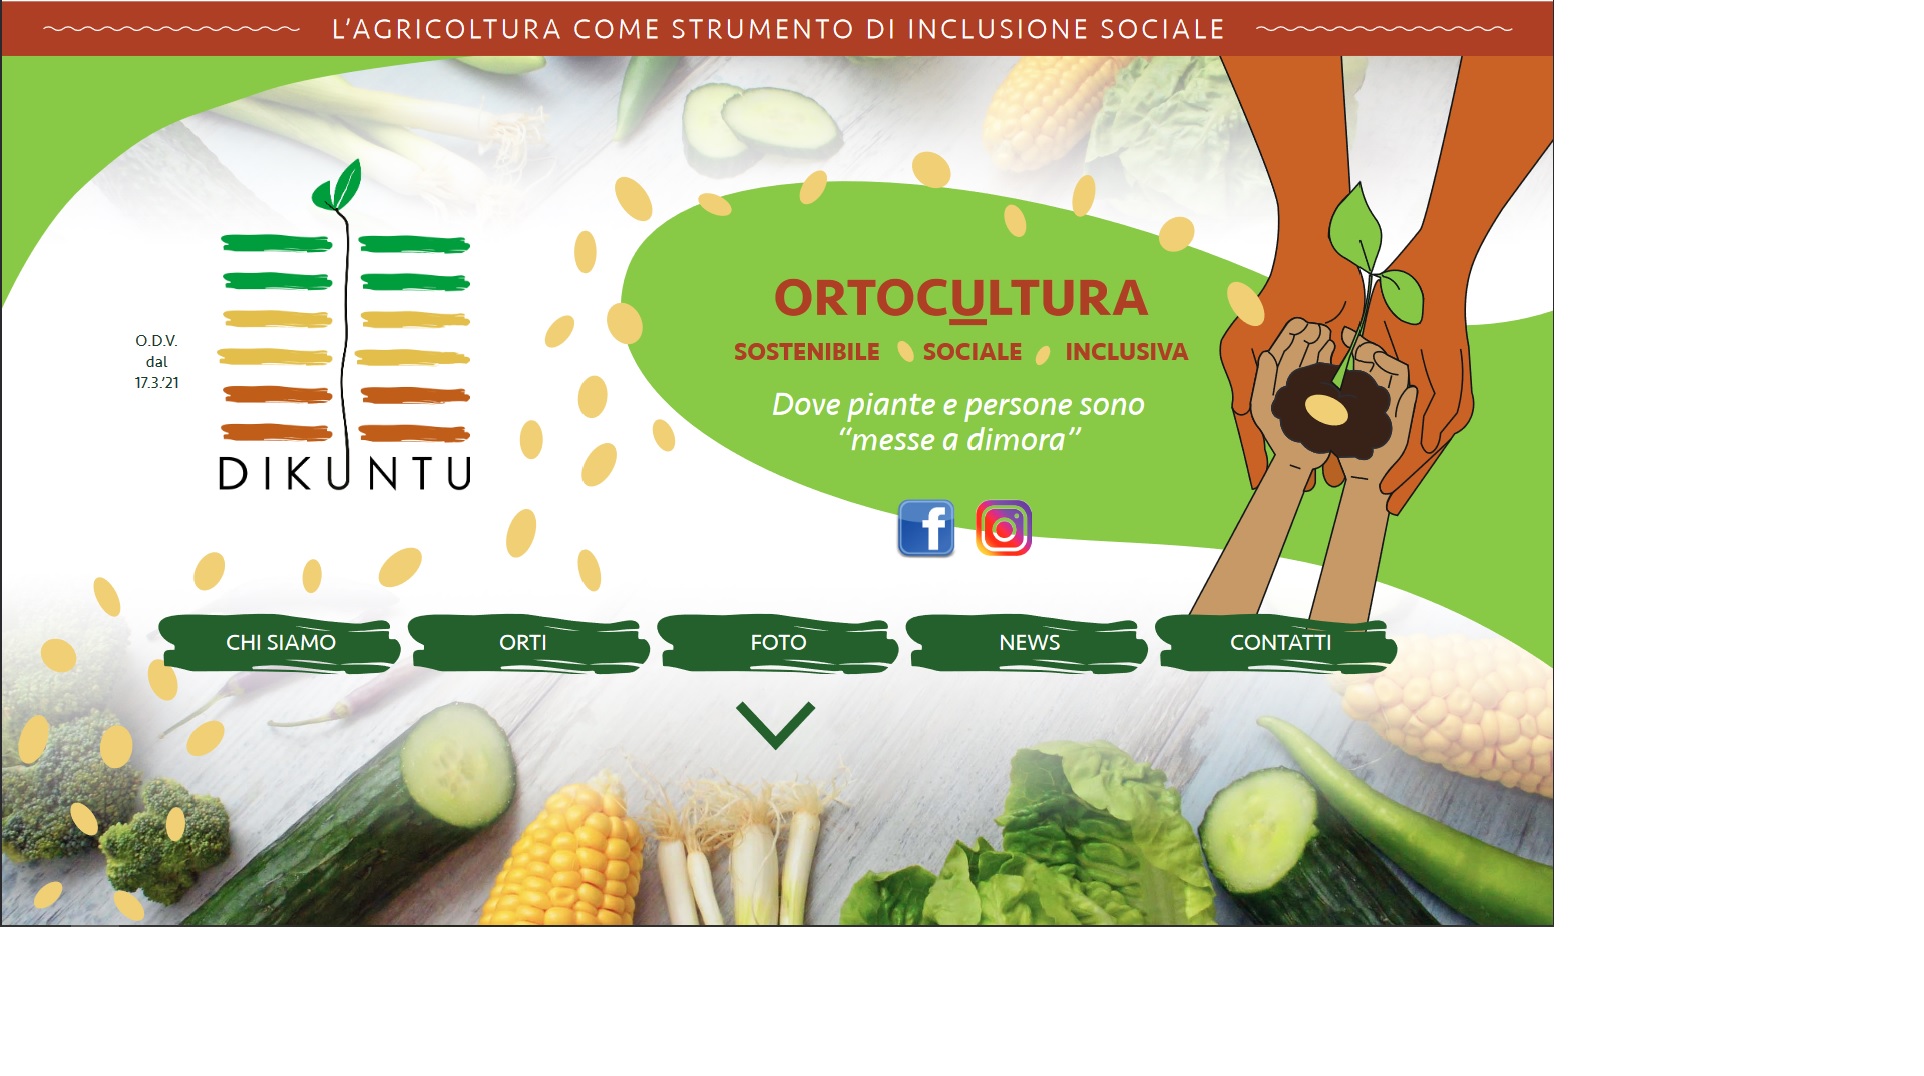 L'AGRICOLTURA COME STRUMENTO DI INCLUSIONE SOCIALE
O.D.V.
dal
17.3.'21
DIKUNTU
ORTOCULTURA
SOSTENIBILE SOCIALE INCLUSIVA
Dove piante e persone sono
“messe a dimora”
f
CHI SIAMO
ORTI
FOTO
NEWS
CONTATTI